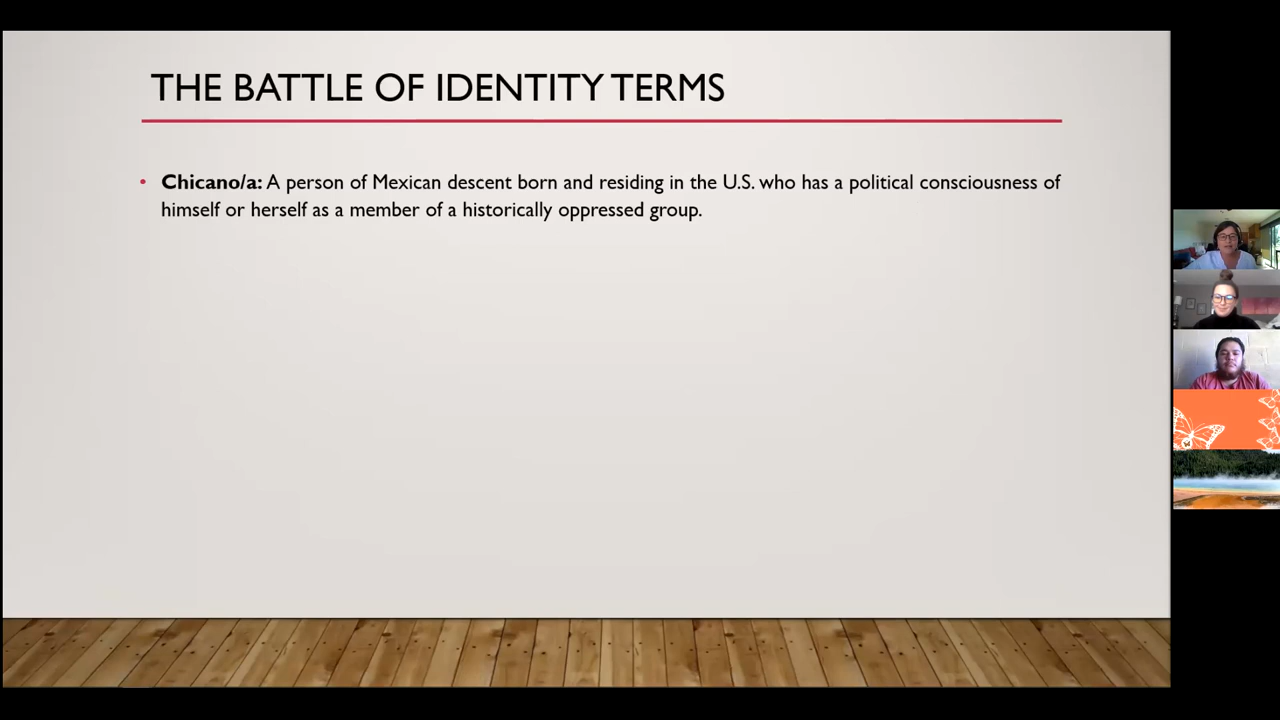 THE BATTLE OF IDENTITY TERMS
• Chicano/a: A person of Mexican descent born and residing in the U.S. who has a political consciousness of
himself or herself as a member of a historically oppressed group.